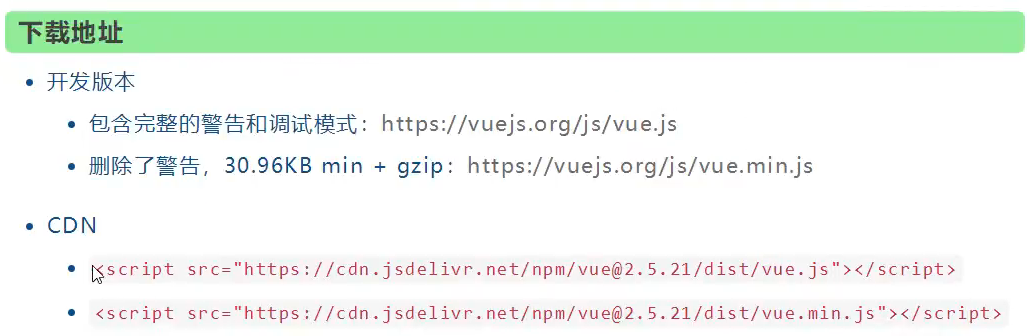 下载地址
开发版本
包含完整的警告和调试模式：https://vuejs.org/js/vue.js
删除了警告，30.96KB min + gzip：https://vuejs.org/js/vue.min.js
CDN
<script src="https://cdn.jsdelivr.net/npm/vue@2.5.21/dist/vue.js"></script>
<script src="https://cdn.jsdelivr.net/npm/vue@2.5.21/dist/vue.min.js"></script>